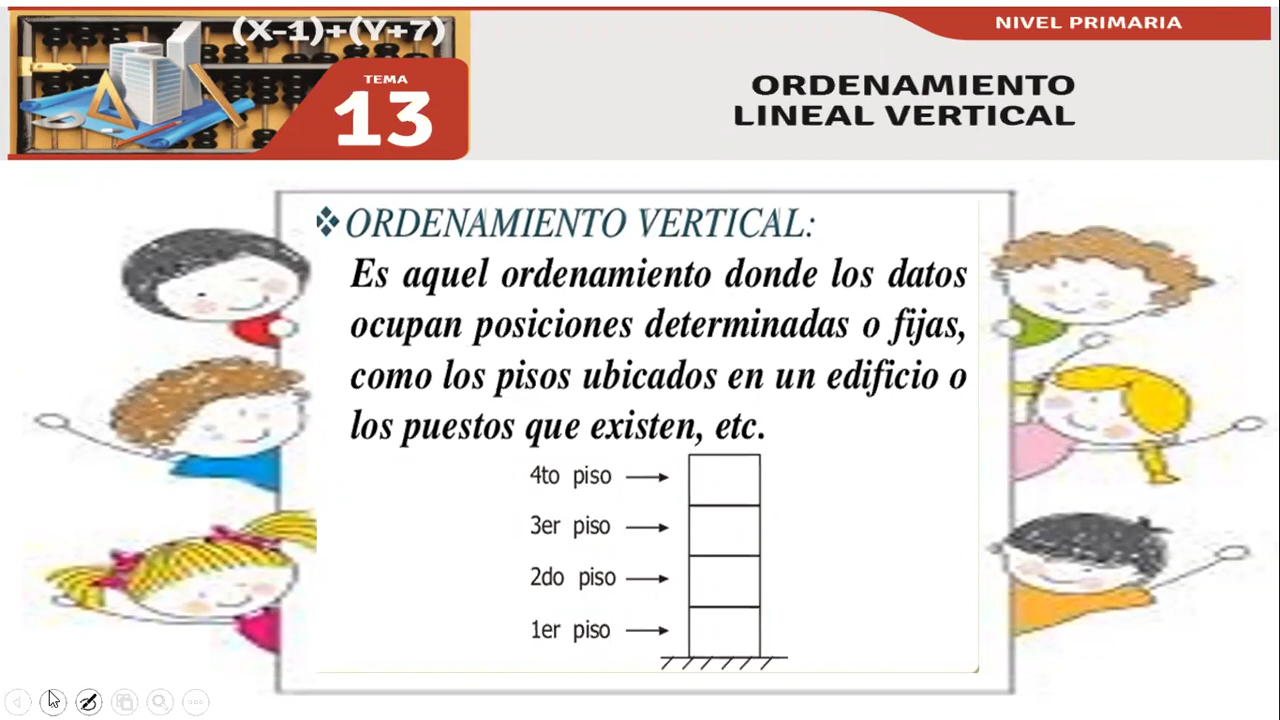 (X-1)+(Y+7)
NIVEL PRIMARIA
TEMA
13
ORDENAMIENTO
LINEAL VERTICAL
❖ORDENAMIENTO VERTICAL:
Es aquel ordenamiento donde los datos
ocupan posiciones determinadas o fijas,
como los pisos ubicados en un edificio o
los puestos que existen, etc.
4to piso
3er piso
2do piso
1er piso